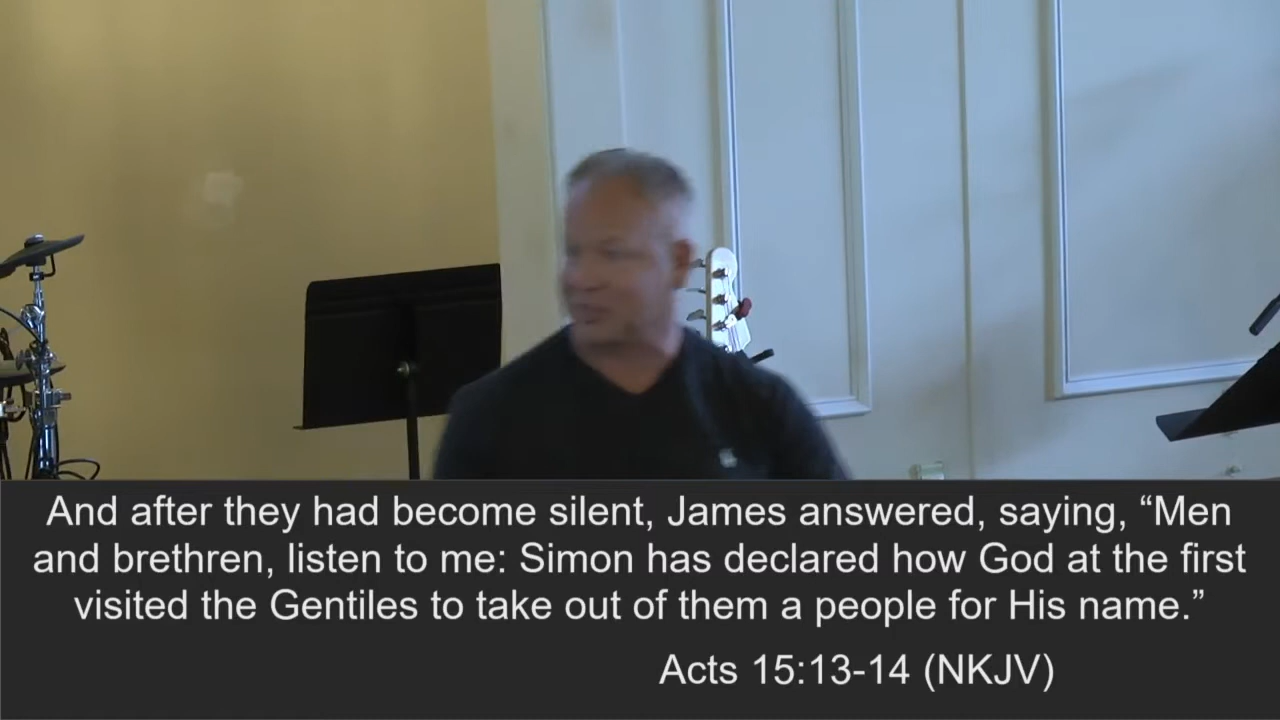 And after they had become silent, James answered, saying, “Men
and brethren, listen to me: Simon has declared how God at the first
visited the Gentiles to take out of them a people for His name.”
Acts 15:13-14 (NKJV)